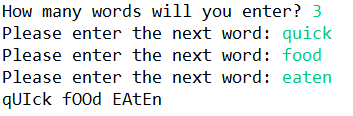 How many words will you enter? 3
Please enter the next word: quick
Please enter the next word: food
Please enter the next word: eaten
qUIck fOOd EAtEn